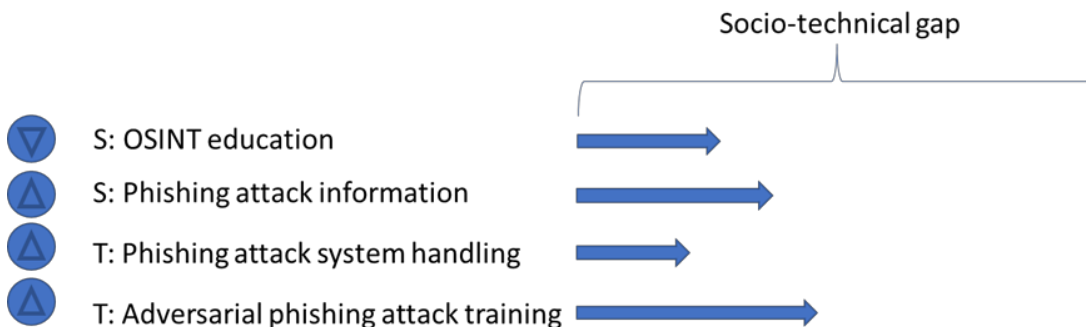 Socio-technical gap
S: OSINT education
S: Phishing attack information
T: Phishing attack system handling
T: Adversarial phishing attack training